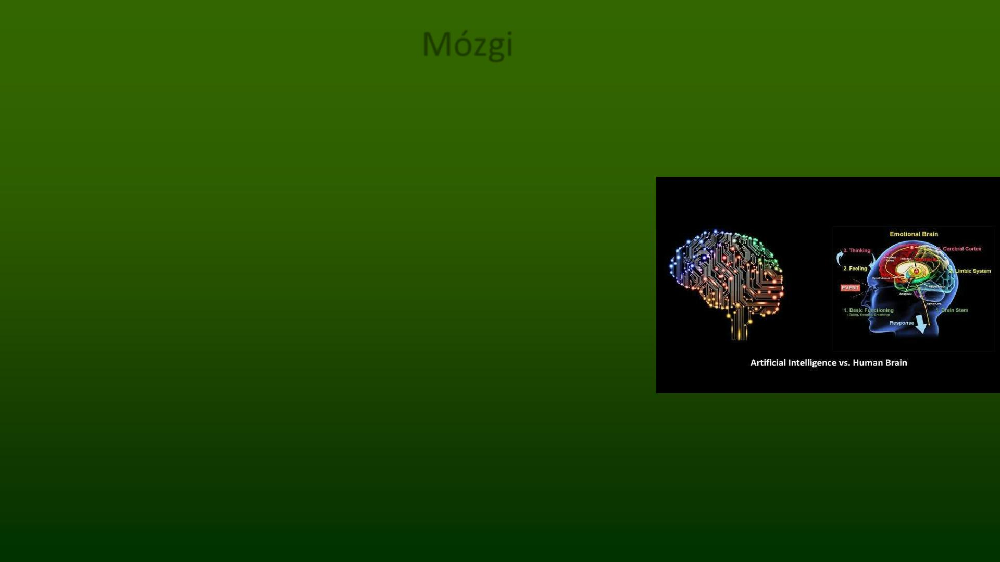 Mózgi
Emotional Brain
3. Thinking
3. Cerebral Cortex
Prefrontal
Cortex
Thalamus
Appraisal
B
2. Feeling
A
2. Limbic System
Hypothalamus
EVENT
Hippocampus
Amygdala
Spinal Cord
1. Basic Functioning
(Eating, Sleeping, Breathing)
1. Brain Stem
Response
Artificial Intelligence vs. Human Brain